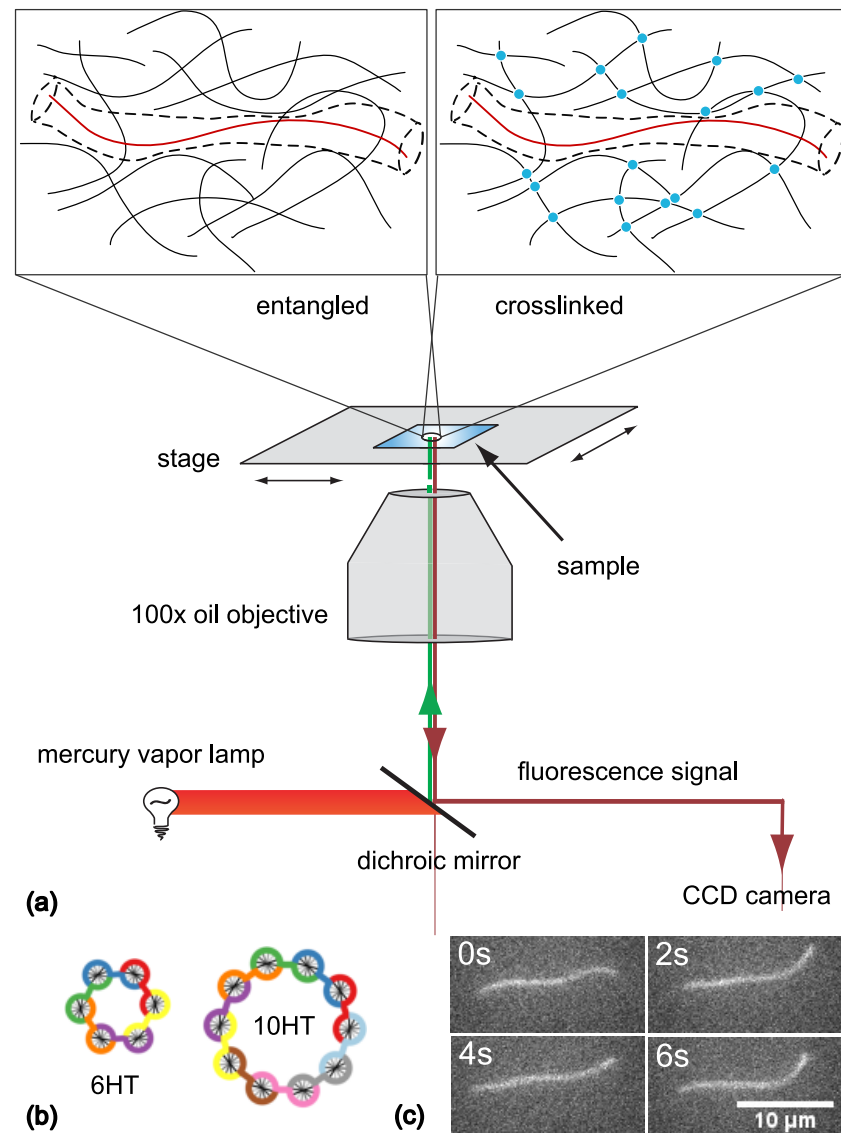 entangled
crosslinked
stage
sample
100x oil objective
mercury vapor lamp
fluorescence signal
dichroic mirror
CCD camera
(a)
0s
2s
10HT
6HT
4s
6s
10 μm
(b)
(c)